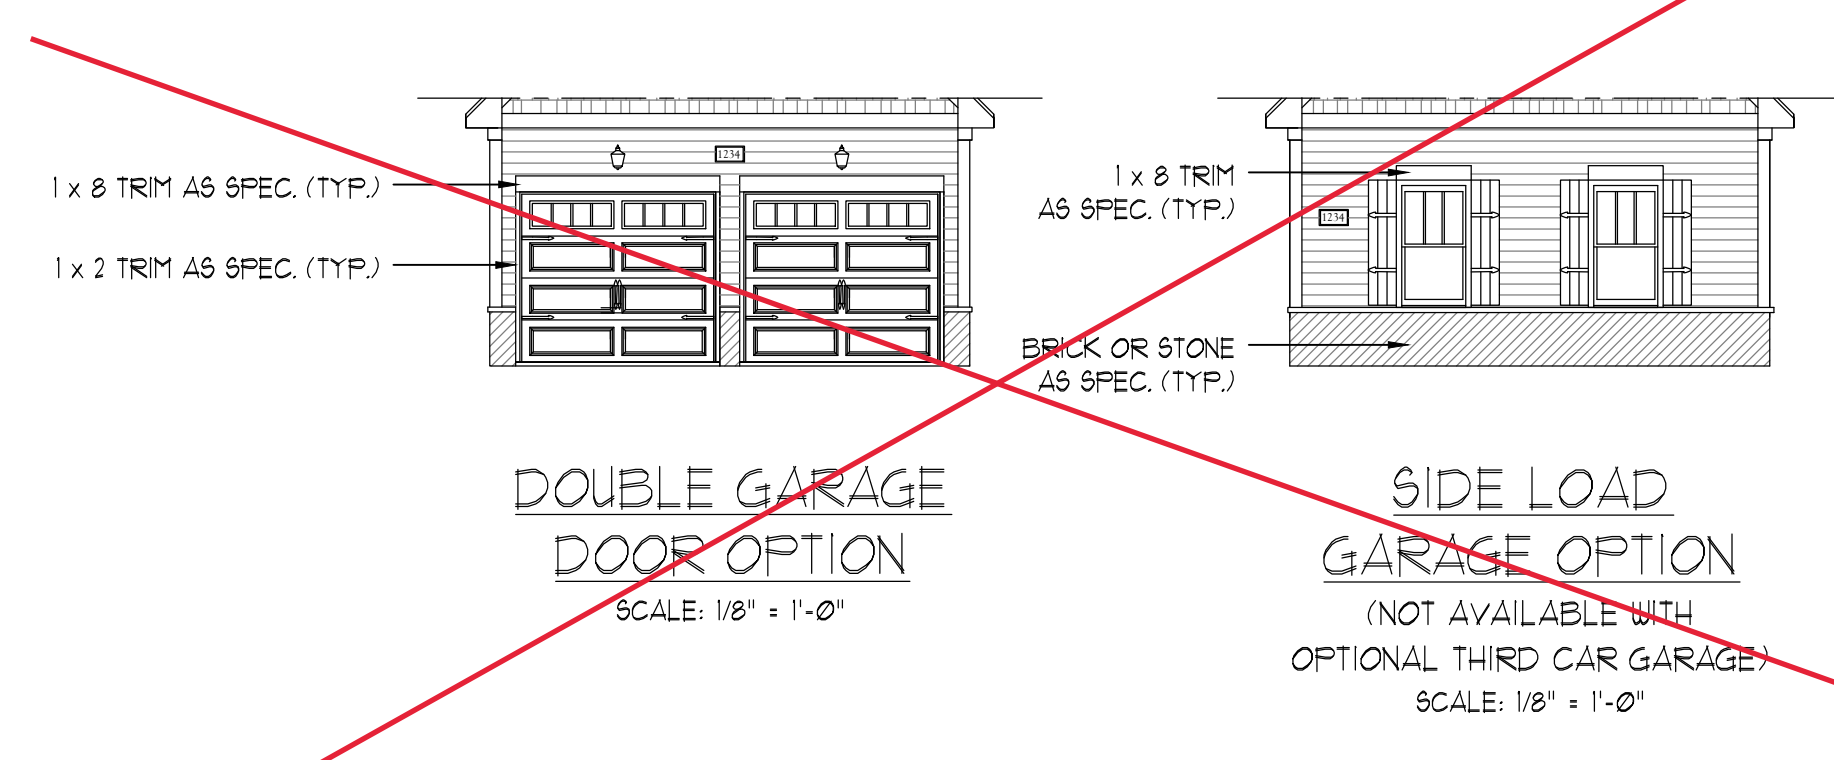 1234
1 x 8 TRIM AS SPEC. (TYP.)
1 x 2 TRIM AS SPEC. (TYP.)
DOUBLE GARAGE
DOOR OPTION
SCALE: 1/8" = 1'-0"
1 x 8 TRIM
AS SPEC. (TYP.)
1234
BRICK OR STONE
AS SPEC. (TYP.)
SIDE LOAD
GARAGE OPTION
(NOT AVAILABLE WITH
OPTIONAL THIRD CAR GARAGE)
SCALE: 1/8" = 1'-0"